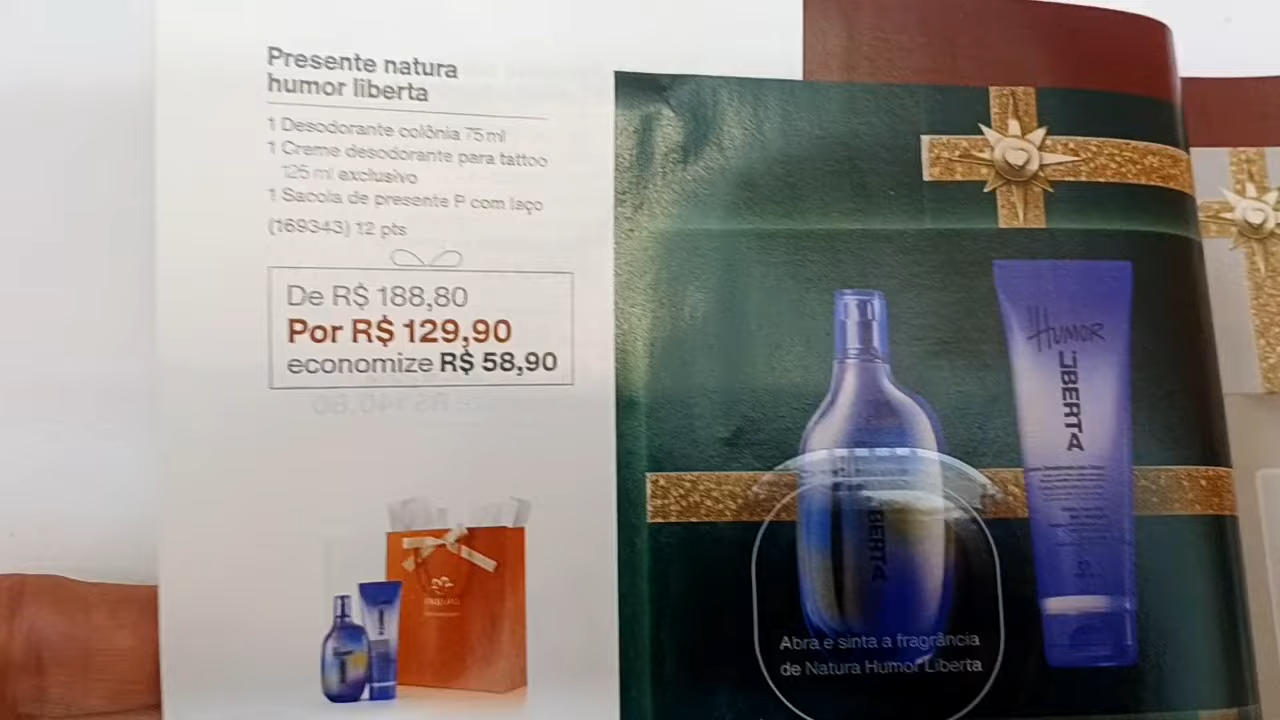 Presente natura
humor liberta
1 Desodorante colônia 75 ml
1 Creme desodorante para tattoo
125 ml exclusivo
1 Sacola de presente P com laço
(169343) 12 pts
De R$ 188,80
Por R$ 129,90
economize R$ 58,90
Humor
LiBERTA
BERTA
Abra e sinta a fragrância
de Natura Humor Liberta